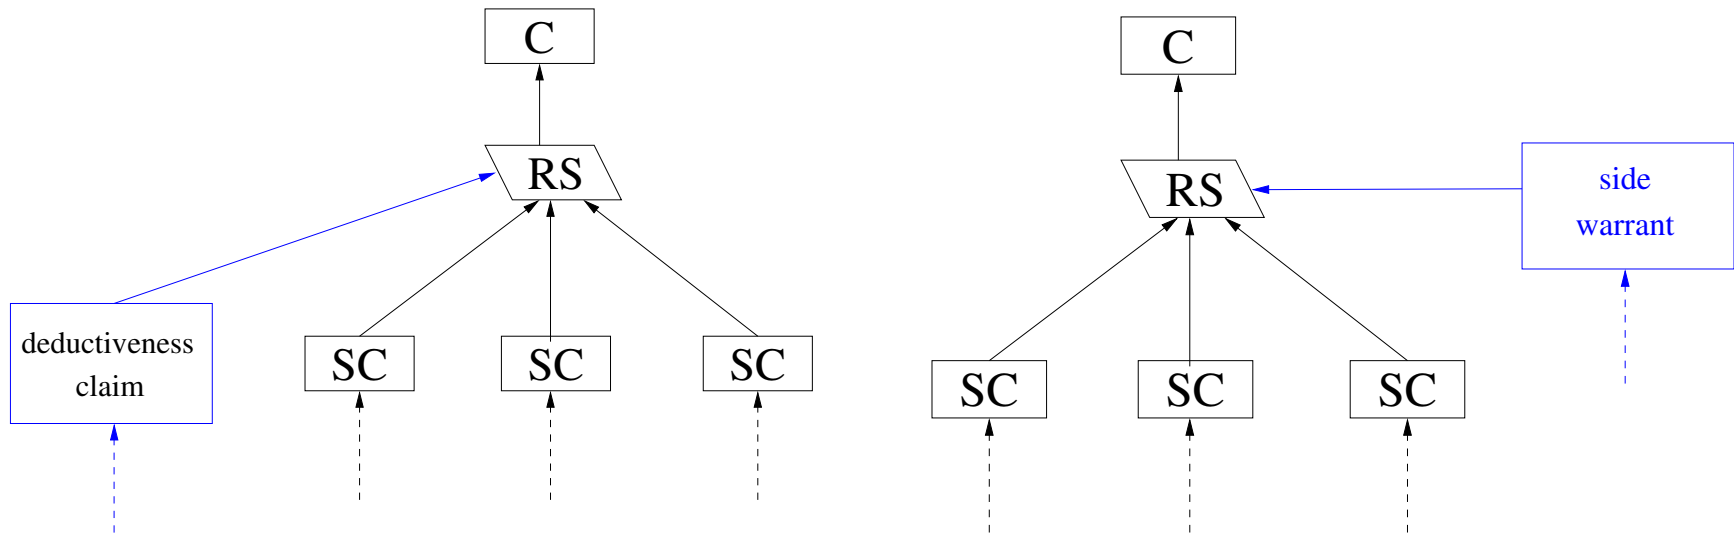 C
RS
deductiveness
claim
SC
SC
SC
C
RS
side
warrant
SC
SC
SC